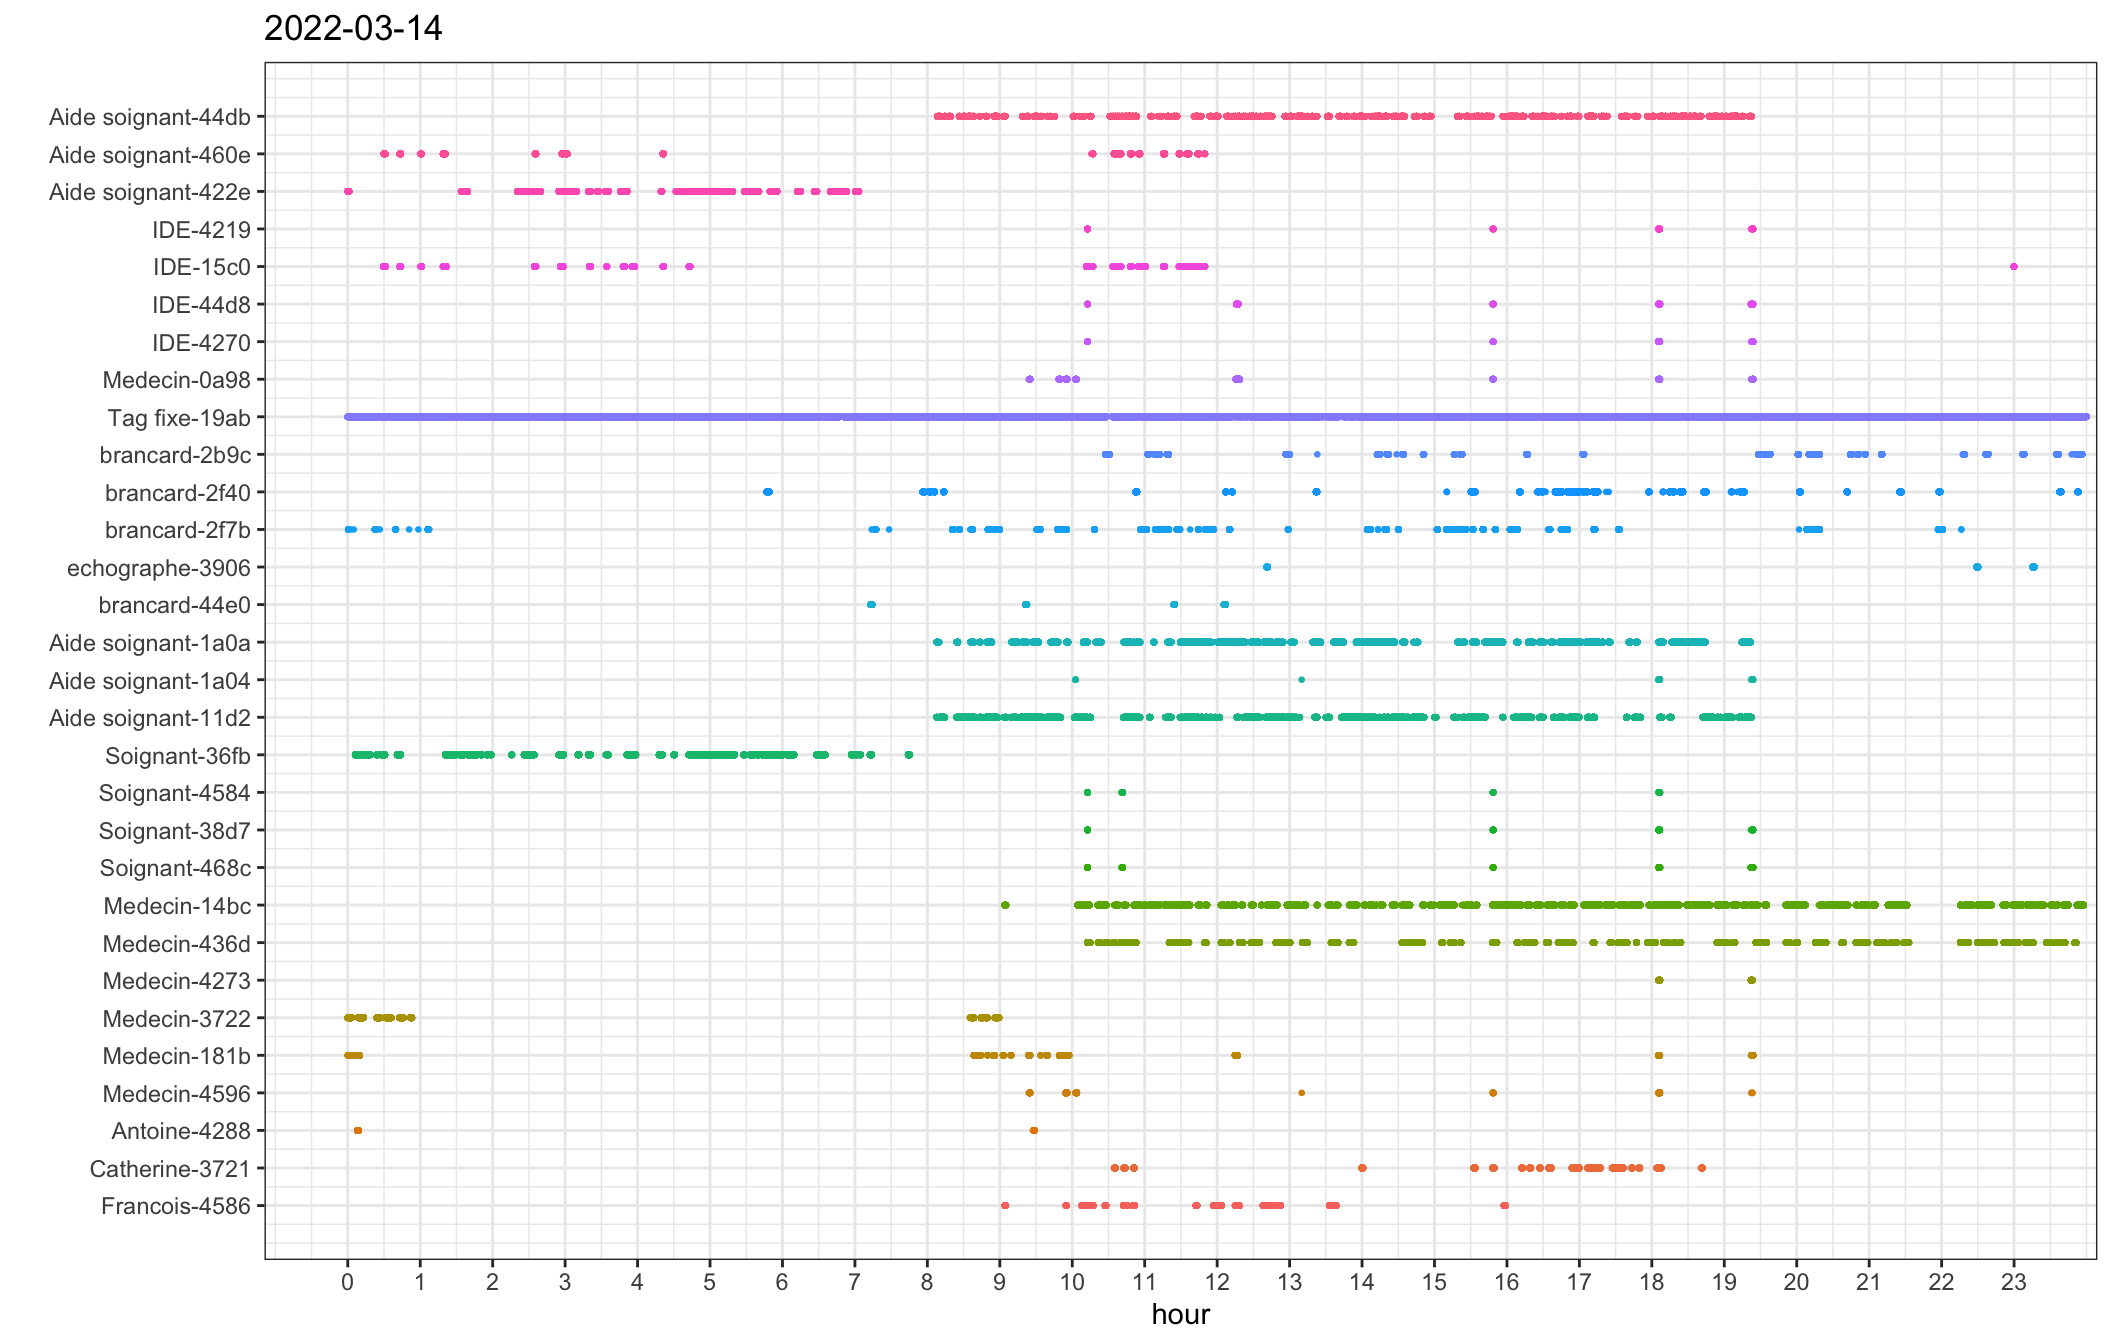 2022-03-14
Aide soignant-44db
Aide soignant-460e
Aide soignant-422e
IDE-4219
IDE-15c0
IDE-44d8
IDE-4270
Medecin-0a98
Tag fixe-19ab
brancard-2b9c
brancard-2f40
brancard-2f7b
echographe-3906
brancard-44e0
Aide soignant-1a0a
Aide soignant-1a04
Aide soignant-11d2
Soignant-36fb
Soignant-4584
Soignant-38d7
Soignant-468c
Medecin-14bc
Medecin-436d
Medecin-4273
Medecin-3722
Medecin-181b
Medecin-4596
Antoine-4288
Catherine-3721
Francois-4586
0 1 2 3 4 5 6 7 8 9 10 11 12 13 14 15 16 17 18 19 20 21 22 23
hour